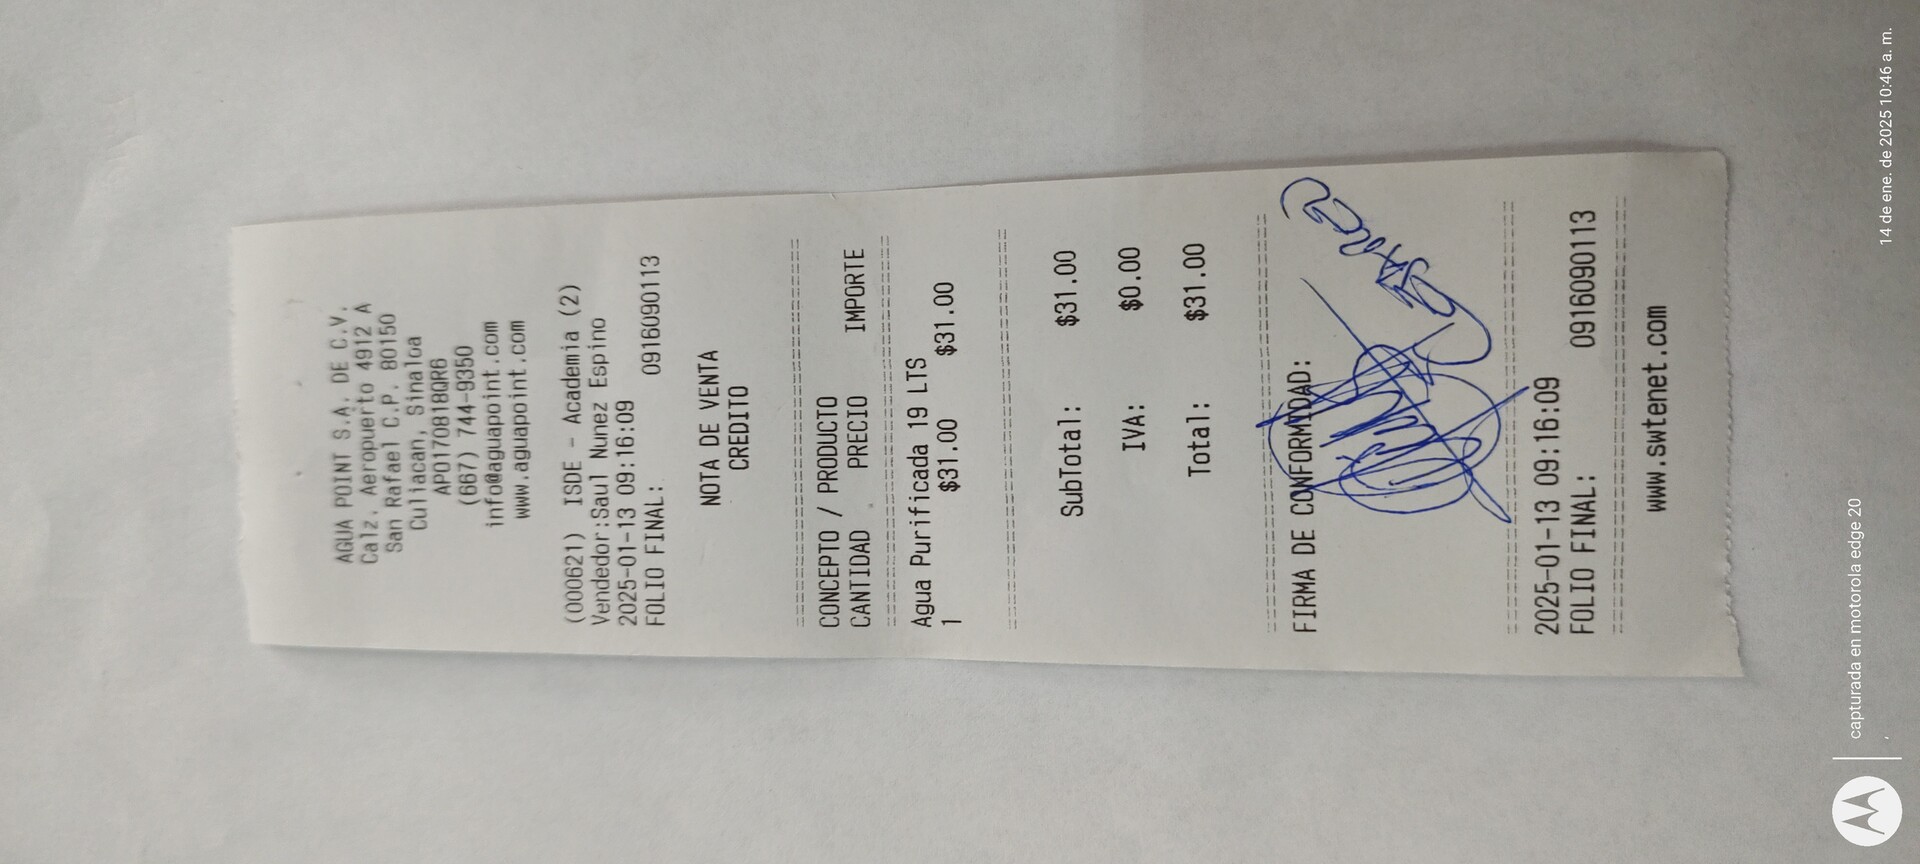 AGUA POINT S.A. DE C.V.
Calz. Aeropuerto 4912 A
San Rafael C.P. 80150
Culiacan, Sinaloa
APO170818QR6
(667) 744-9350
info@aguapoint.com
www.aguapoint.com
(000621) ISDE - Academia (2)
Vendedor:Saul Nunez Espino
2025-01-13 09:16:09
FOLIO FINAL: 0916090113
NOTA DE VENTA
CREDITO
CONCEPTO / PRODUCTO
CANTIDAD PRECIO IMPORTE
Agua Purificada 19 LTS
1 $31.00 $31.00
SubTotal: $31.00
IVA: $0.00
Total: $31.00
FIRMA DE CONFORMIDAD:
2025-01-13 09:16:09
FOLIO FINAL: 0916090113
www.swtenet.com
capturada en motorola edge 20
14 de ene. de 2025 10:46 a. m.